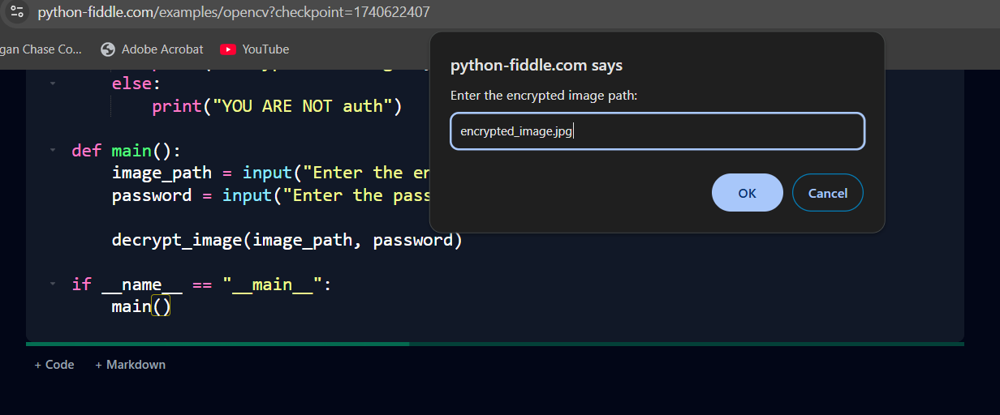 python-fiddle.com/examples/opencv?checkpoint=1740622407
gan Chase Co... Adobe Acrobat YouTube
python-fiddle.com says
Enter the encrypted image path:
encrypted_image.jpg
OK Cancel
else:
print("YOU ARE NOT auth")
def main():
image_path = input("Enter the en
password = input("Enter the pass
decrypt_image(image_path, password)
if __name__ == "__main__":
main()
+ Code + Markdown